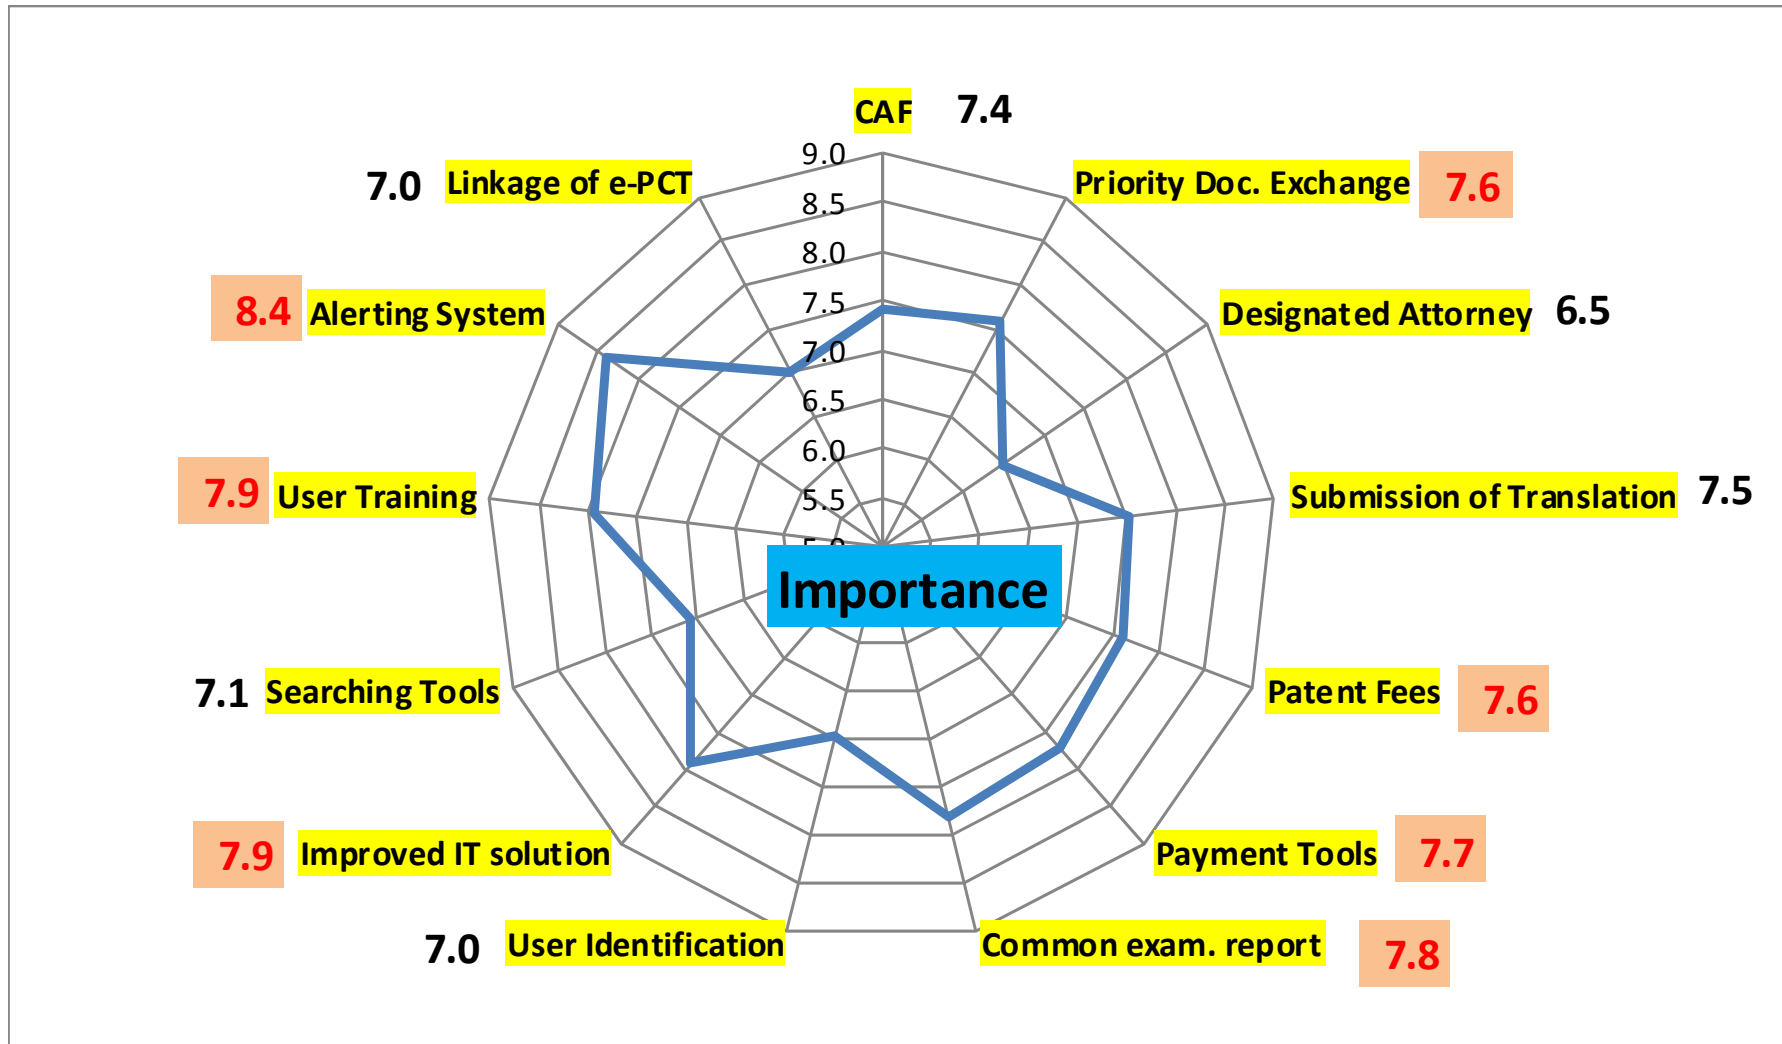 CAF 7.4
9.0
8.5
8.0
7.5
7.0
6.5
6.0
5.5
5.0
Priority Doc. Exchange 7.6
Designated Attorney 6.5
Submission of Translation 7.5
Patent Fees 7.6
Payment Tools 7.7
Common exam. report 7.8
7.0 User Identification
7.9 Improved IT solution
7.1 Searching Tools
7.9 User Training
8.4 Alerting System
7.0 Linkage of e-PCT
Importance